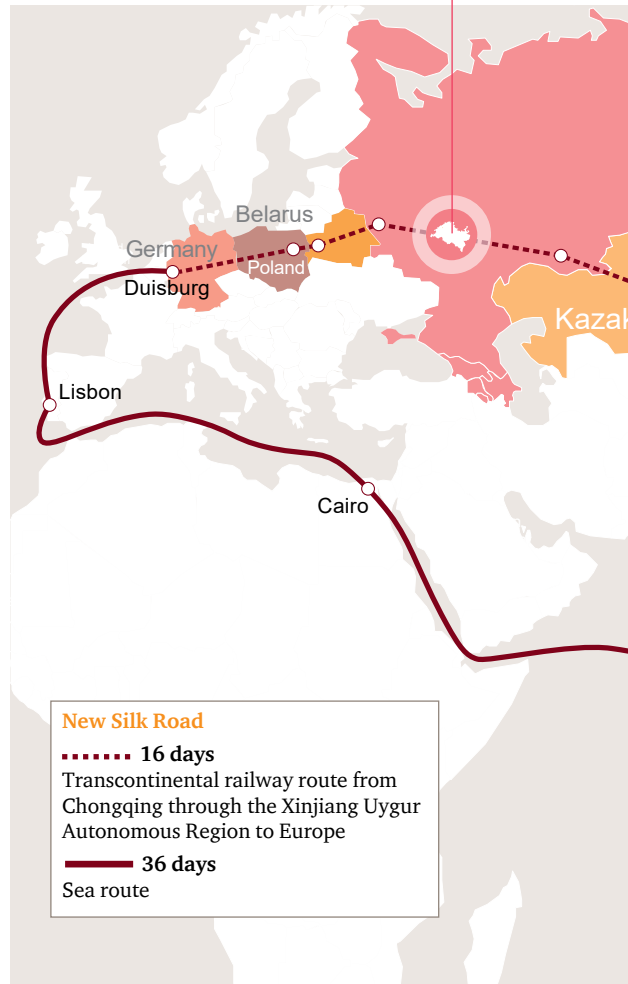 Belarus
Germany
Poland
Duisburg
Kazak
Lisbon
Cairo
New Silk Road
16 days
Transcontinental railway route from
Chongqing through the Xinjiang Uygur
Autonomous Region to Europe
36 days
Sea route